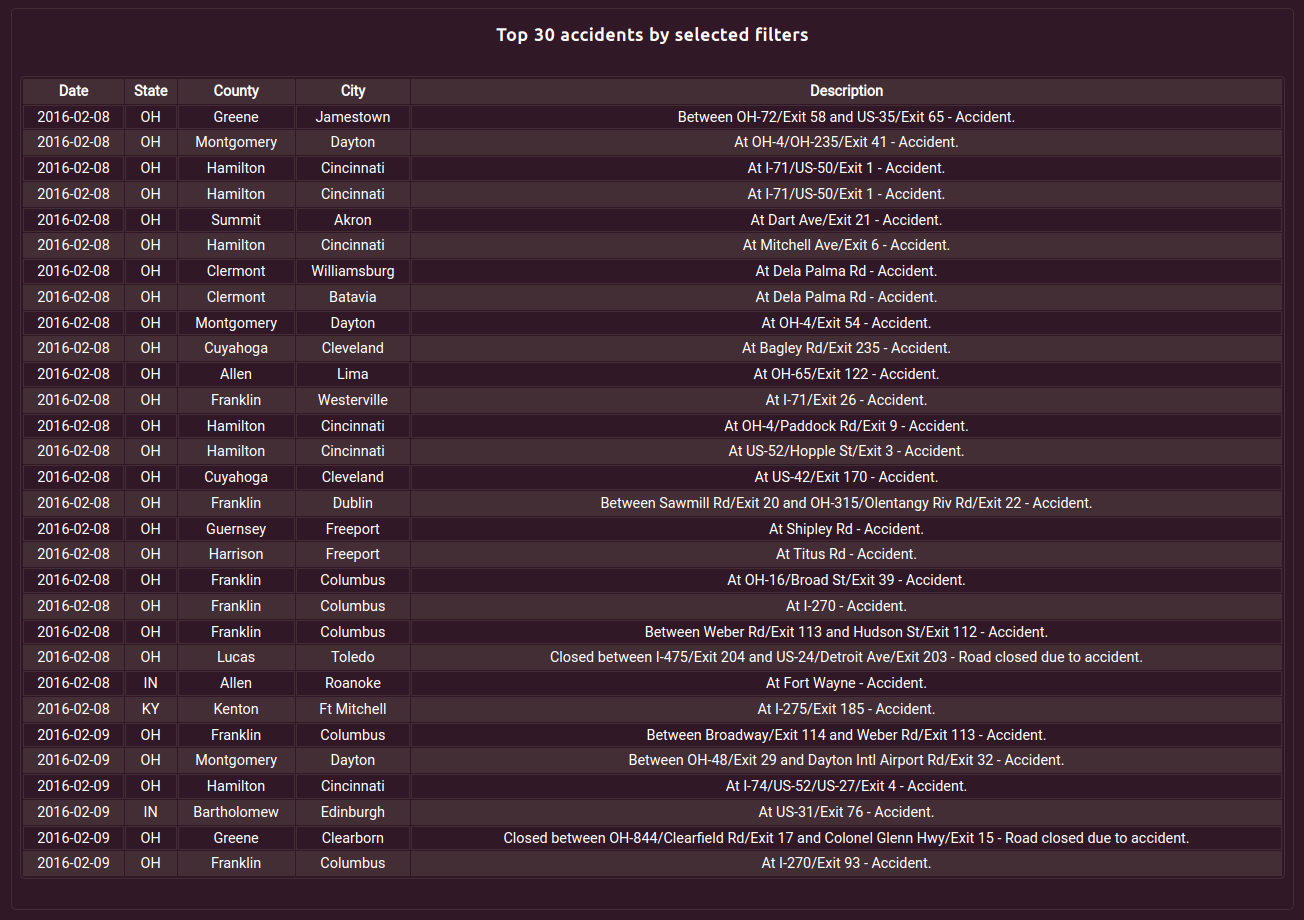 Top 30 accidents by selected filters
Date State County City Description
2016-02-08 OH Greene Jamestown Between OH-72/Exit 58 and US-35/Exit 65 - Accident.
2016-02-08 OH Montgomery Dayton At OH-4/OH-235/Exit 41 - Accident.
2016-02-08 OH Hamilton Cincinnati At I-71/US-50/Exit 1 - Accident.
2016-02-08 OH Hamilton Cincinnati At I-71/US-50/Exit 1 - Accident.
2016-02-08 OH Summit Akron At Dart Ave/Exit 21 - Accident.
2016-02-08 OH Hamilton Cincinnati At Mitchell Ave/Exit 6 - Accident.
2016-02-08 OH Clermont Williamsburg At Dela Palma Rd - Accident.
2016-02-08 OH Clermont Batavia At Dela Palma Rd - Accident.
2016-02-08 OH Montgomery Dayton At OH-4/Exit 54 - Accident.
2016-02-08 OH Cuyahoga Cleveland At Bagley Rd/Exit 235 - Accident.
2016-02-08 OH Allen Lima At OH-65/Exit 122 - Accident.
2016-02-08 OH Franklin Westerville At I-71/Exit 26 - Accident.
2016-02-08 OH Hamilton Cincinnati At OH-4/Paddock Rd/Exit 9 - Accident.
2016-02-08 OH Hamilton Cincinnati At US-52/Hopple St/Exit 3 - Accident.
2016-02-08 OH Cuyahoga Cleveland At US-42/Exit 170 - Accident.
2016-02-08 OH Franklin Dublin Between Sawmill Rd/Exit 20 and OH-315/Olentangy Riv Rd/Exit 22 - Accident.
2016-02-08 OH Guernsey Freeport At Shipley Rd - Accident.
2016-02-08 OH Harrison Freeport At Titus Rd - Accident.
2016-02-08 OH Franklin Columbus At OH-16/Broad St/Exit 39 - Accident.
2016-02-08 OH Franklin Columbus At I-270 - Accident.
2016-02-08 OH Franklin Columbus Between Weber Rd/Exit 113 and Hudson St/Exit 112 - Accident.
2016-02-08 OH Lucas Toledo Closed between I-475/Exit 204 and US-24/Detroit Ave/Exit 203 - Road closed due to accident.
2016-02-08 IN Allen Roanoke At Fort Wayne - Accident.
2016-02-08 KY Kenton Ft Mitchell At I-275/Exit 185 - Accident.
2016-02-09 OH Franklin Columbus Between Broadway/Exit 114 and Weber Rd/Exit 113 - Accident.
2016-02-09 OH Montgomery Dayton Between OH-48/Exit 29 and Dayton Intl Airport Rd/Exit 32 - Accident.
2016-02-09 OH Hamilton Cincinnati At I-74/US-52/US-27/Exit 4 - Accident.
2016-02-09 IN Bartholomew Edinburgh At US-31/Exit 76 - Accident.
2016-02-09 OH Greene Clearborn Closed between OH-844/Clearfield Rd/Exit 17 and Colonel Glenn Hwy/Exit 15 - Road closed due to accident.
2016-02-09 OH Franklin Columbus At I-270/Exit 93 - Accident.